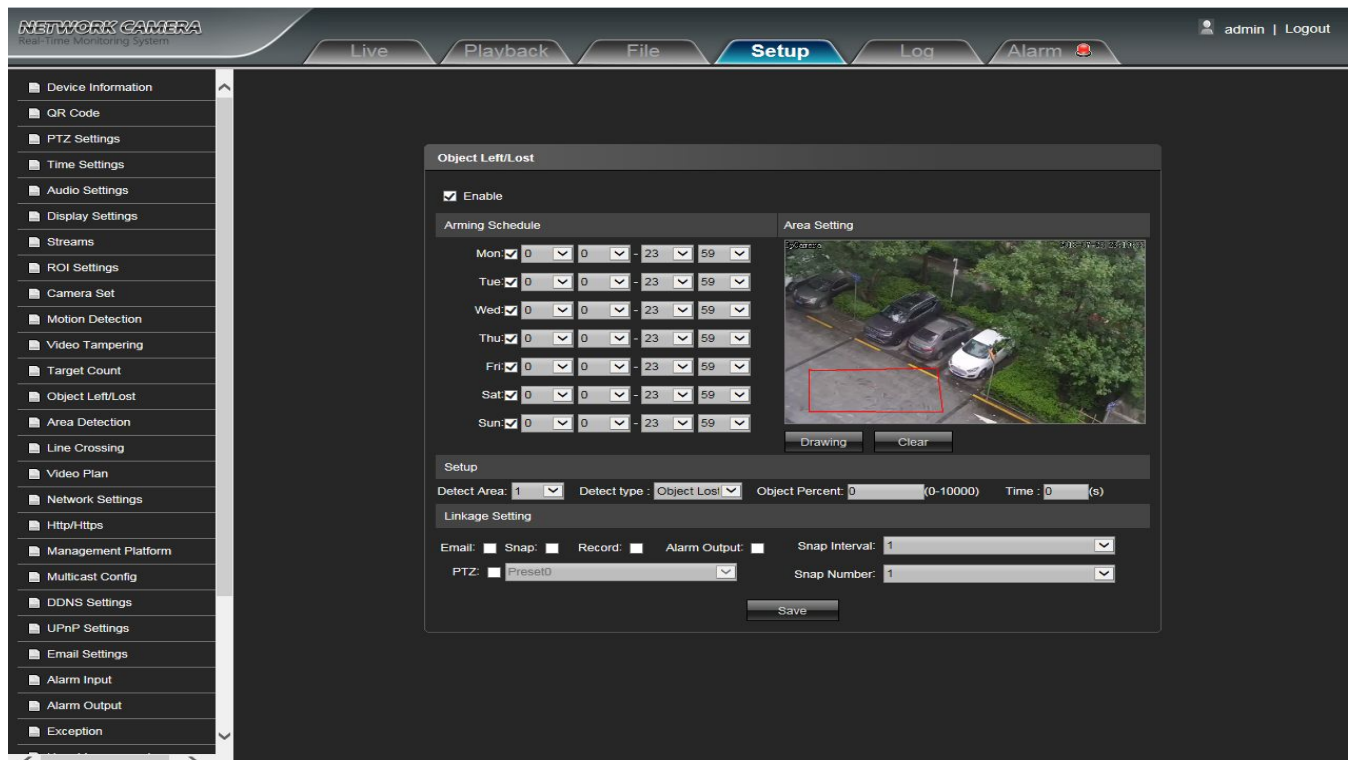 NETWORK CAMERA
Real-Time Monitoring System
Live
Playback
File
Setup
Log
Alarm
admin | Logout
Device Information
QR Code
PTZ Settings
Time Settings
Audio Settings
Display Settings
Streams
ROI Settings
Camera Set
Motion Detection
Video Tampering
Target Count
Object Left/Lost
Area Detection
Line Crossing
Video Plan
Network Settings
Http/Https
Management Platform
Multicast Config
DDNS Settings
UPnP Settings
Email Settings
Alarm Input
Alarm Output
Exception
Object Left/Lost
Enable
Arming Schedule
Area Setting
Mon: 0 0 - 23 59
Tue: 0 0 - 23 59
Wed: 0 0 - 23 59
Thu: 0 0 - 23 59
Fri: 0 0 - 23 59
Sat: 0 0 - 23 59
Sun: 0 0 - 23 59
IpCamera
Drawing Clear
Setup
Detect Area: 1 Detect type : Object Lost Object Percent: 0 (0-10000) Time : 0 (s)
Linkage Setting
Email: Snap: Record: Alarm Output: Snap Interval: 1
PTZ: Preset0 Snap Number: 1
Save